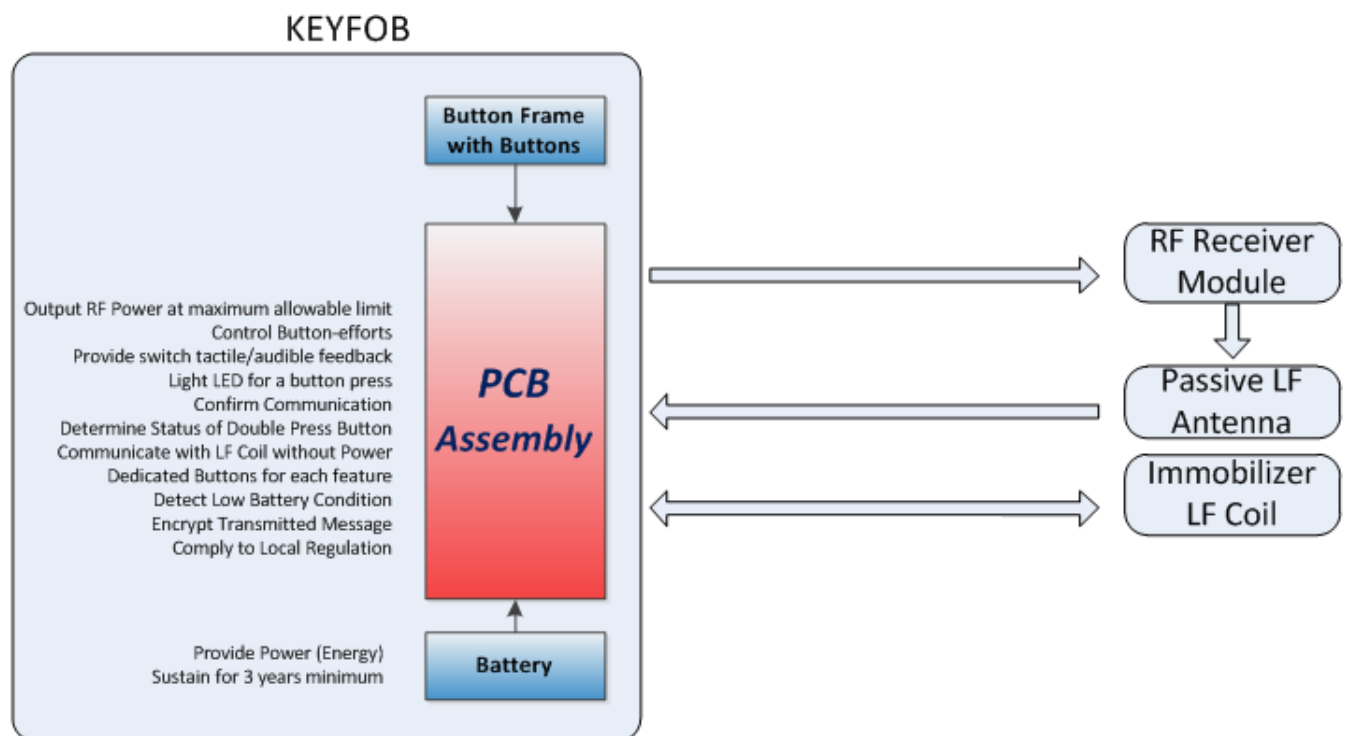 KEYFOB
Button Frame
with Buttons
Output RF Power at maximum allowable limit
Control Button-efforts
Provide switch tactile/audible feedback
Light LED for a button press
Confirm Communication
Determine Status of Double Press Button
Communicate with LF Coil without Power
Dedicated Buttons for each feature
Detect Low Battery Condition
Encrypt Transmitted Message
Comply to Local Regulation
PCB
Assembly
Provide Power (Energy)
Sustain for 3 years minimum
Battery
RF Receiver
Module
Passive LF
Antenna
Immobilizer
LF Coil